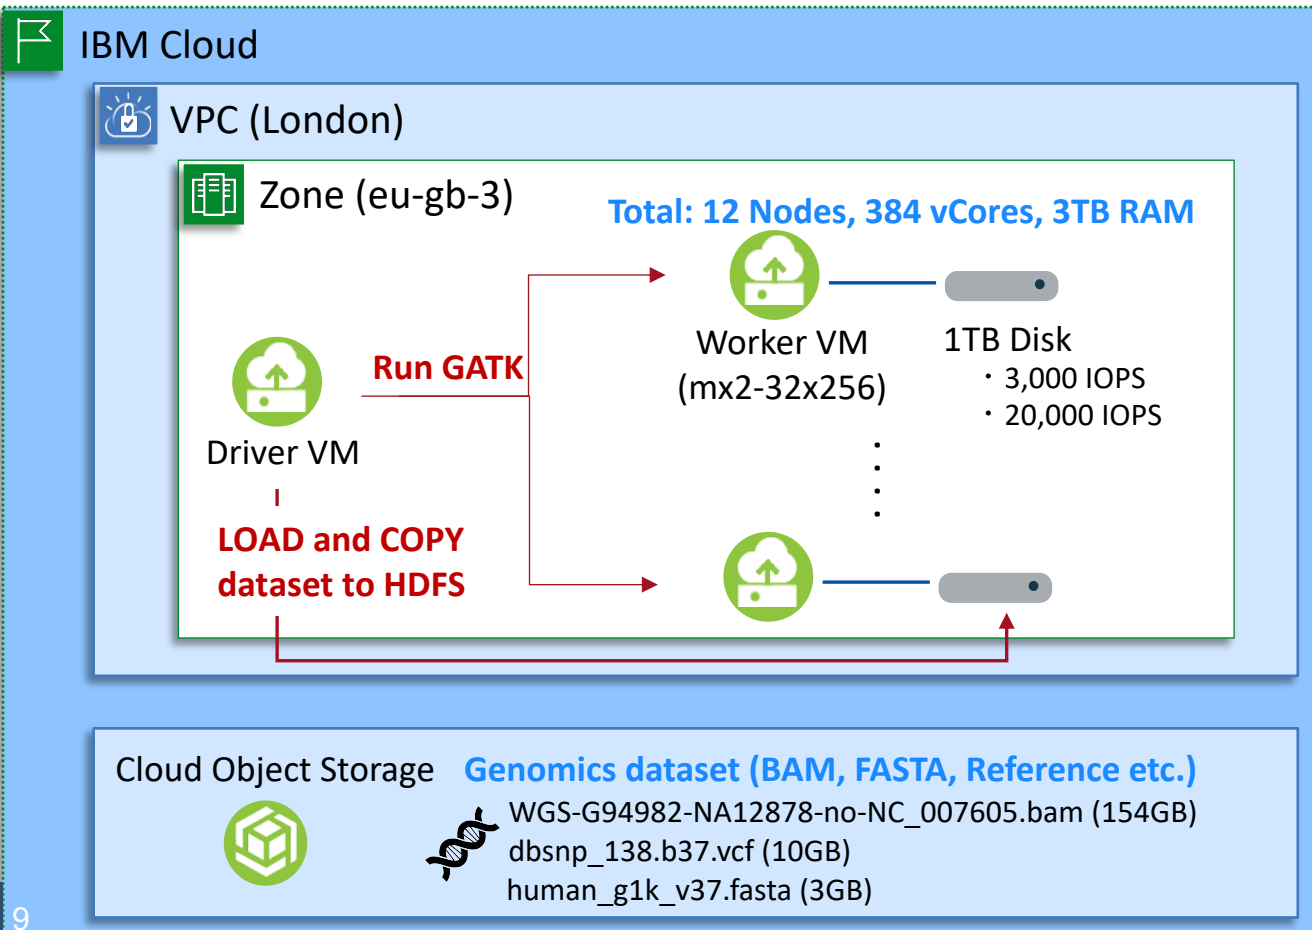 IBM Cloud
VPC (London)
Zone (eu-gb-3)
Total: 12 Nodes, 384 vCores, 3TB RAM
Run GATK
Worker VM
(mx2-32x256)
1TB Disk
・3,000 IOPS
・20,000 IOPS
Driver VM
LOAD and COPY
dataset to HDFS
Cloud Object Storage
Genomics dataset (BAM, FASTA, Reference etc.)
WGS-G94982-NA12878-no-NC_007605.bam (154GB)
dbsnp_138.b37.vcf (10GB)
human_g1k_v37.fasta (3GB)
9